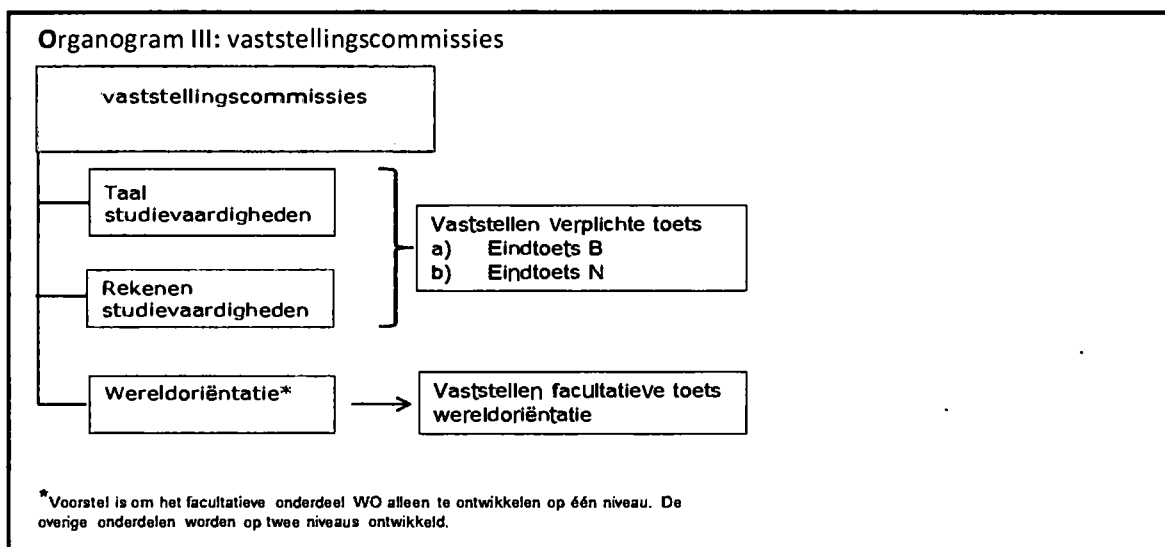 Organogram III: vaststellingscommissies
vaststellingscommissies
Taal
studievaardigheden
Rekenen
studievaardigheden
Vaststellen verplichte toets
a) Eindtoets B
b) Eindtoets N
Wereldoriëntatie*
Vaststellen facultatieve toets
wereldoriëntatie
*Voorstel is om het facultatieve onderdeel WO alleen te ontwikkelen op één niveau. De
overige onderdelen worden op twee niveaus ontwikkeld.